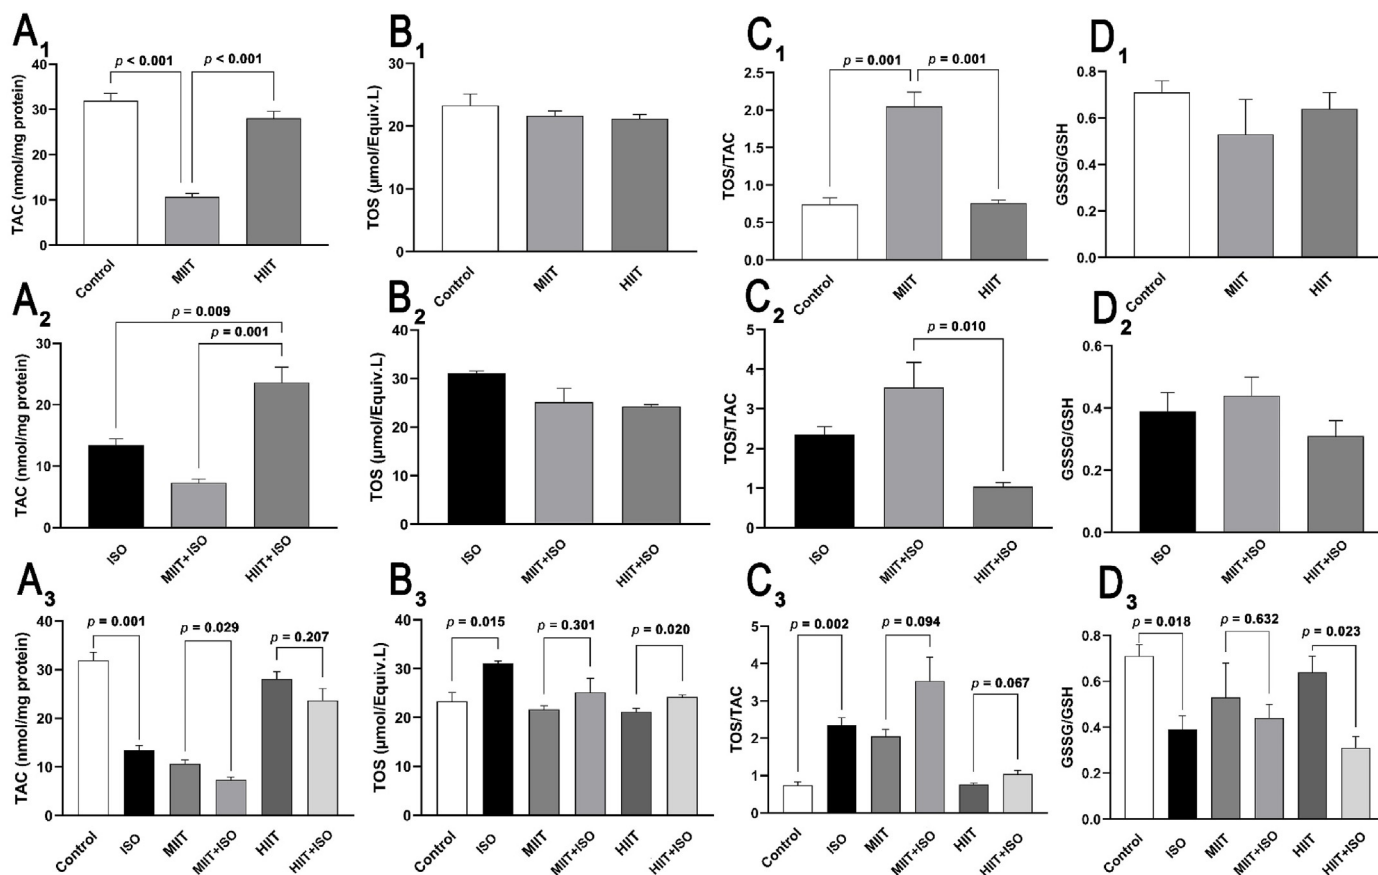 A1
p < 0.001
p < 0.001
TAC (nmol/mg protein)
40
30
20
10
0
Control
MIIT
HIIT
B1
TOS (µmol/Equiv.L)
30
20
10
0
Control
MIIT
HIIT
C1
p = 0.001
p = 0.001
TOS/TAC
2.5
2.0
1.5
1.0
0.5
0.0
Control
MIIT
HIIT
D1
GSSG/GSH
0.8
0.6
0.4
0.2
0.0
Control
MIIT
HIIT
A2
p = 0.009
p = 0.001
TAC (nmol/mg protein)
30
20
10
0
ISO
MIIT+ISO
HIIT+ISO
B2
TOS (µmol/Equiv.L)
40
30
20
10
0
ISO
MIIT+ISO
HIIT+ISO
C2
p = 0.010
TOS/TAC
5
4
3
2
1
0
ISO
MIIT+ISO
HIIT+ISO
D2
GSSG/GSH
0.6
0.4
0.2
0.0
ISO
MIIT+ISO
HIIT+ISO
A3
p = 0.001
p = 0.029
p = 0.207
TAC (nmol/mg protein)
40
30
20
10
0
Control
ISO
MIIT
MIIT+ISO
HIIT
HIIT+ISO
B3
p = 0.015
p = 0.301
p = 0.020
TOS (µmol/Equiv.L)
40
30
20
10
0
Control
ISO
MIIT
MIIT+ISO
HIIT
HIIT+ISO
C3
p = 0.002
p = 0.094
p = 0.067
TOS/TAC
5
4
3
2
1
0
Control
ISO
MIIT
MIIT+ISO
HIIT
HIIT+ISO
D3
p = 0.018
p = 0.632
p = 0.023
GSSG/GSH
0.8
0.6
0.4
0.2
0.0
Control
ISO
MIIT
MIIT+ISO
HIIT
HIIT+ISO